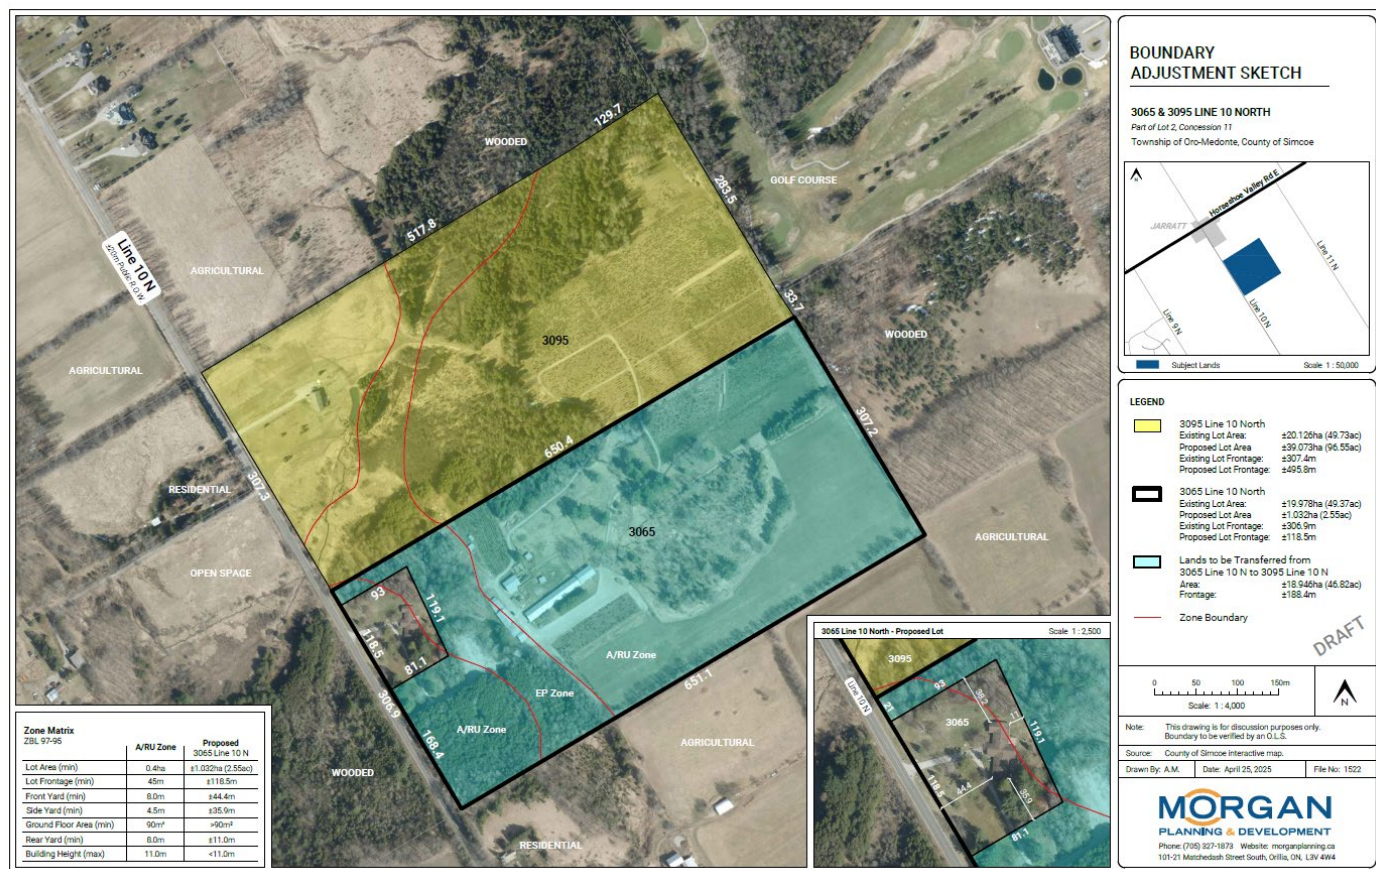 BOUNDARY
ADJUSTMENT SKETCH
3065 & 3095 LINE 10 NORTH
Part of Lot 2, Concession 11
Township of Oro-Medonte, County of Simcoe
N
Horseshoe Valley Rd E
JARRATT
Line 11 N
Line 10 N
Line 9 N
Subject Lands
Scale 1 : 50,000
LEGEND
3095 Line 10 North
Existing Lot Area: ±20.126ha (49.73ac)
Proposed Lot Area ±39.073ha (96.55ac)
Existing Lot Frontage: ±307.4m
Proposed Lot Frontage: ±495.8m
3065 Line 10 North
Existing Lot Area: ±19.978ha (49.37ac)
Proposed Lot Area ±1.032ha (2.55ac)
Existing Lot Frontage: ±306.9m
Proposed Lot Frontage: ±118.5m
Lands to be Transferred from
3065 Line 10 N to 3095 Line 10 N
Area: ±18.946ha (46.82ac)
Frontage: ±188.4m
Zone Boundary
DRAFT
0 50 100 150m
Scale: 1 : 4,000
N
Note: This drawing is for discussion purposes only.
Boundary to be verified by an O.L.S.
Source: County of Simcoe interactive map.
Drawn By: A.M. Date: April 25, 2025 File No: 1522
MORGAN
PLANNING & DEVELOPMENT
Phone: (705) 327-1873 Website: morganplanning.ca
101-21 Matchedash Street South, Orillia, ON, L3V 4W4
129.7
WOODED
GOLF COURSE
283.5
517.8
Line 10 N
±20m Public R.O.W
AGRICULTURAL
33.7
WOODED
3095
AGRICULTURAL
307.2
650.4
RESIDENTIAL
307.3
3065
AGRICULTURAL
OPEN SPACE
93
119.1
118.5
81.1
A/RU Zone
651.1
EP Zone
306.9
A/RU Zone
168.4
AGRICULTURAL
WOODED
RESIDENTIAL
3065 Line 10 North - Proposed Lot Scale 1 : 2,500
3095
Line 10 N
93
21
38.2
3065
11
119.1
118.5
44.4
35.9
81.1
Zone Matrix
ZBL 97-95
A/RU Zone
Proposed
3065 Line 10 N
Lot Area (min) 0.4ha ±1.032ha (2.55ac)
Lot Frontage (min) 45m ±118.5m
Front Yard (min) 8.0m ±44.4m
Side Yard (min) 4.5m ±35.9m
Ground Floor Area (min) 90m² >90m²
Rear Yard (min) 8.0m ±11.0m
Building Height (max) 11.0m <11.0m